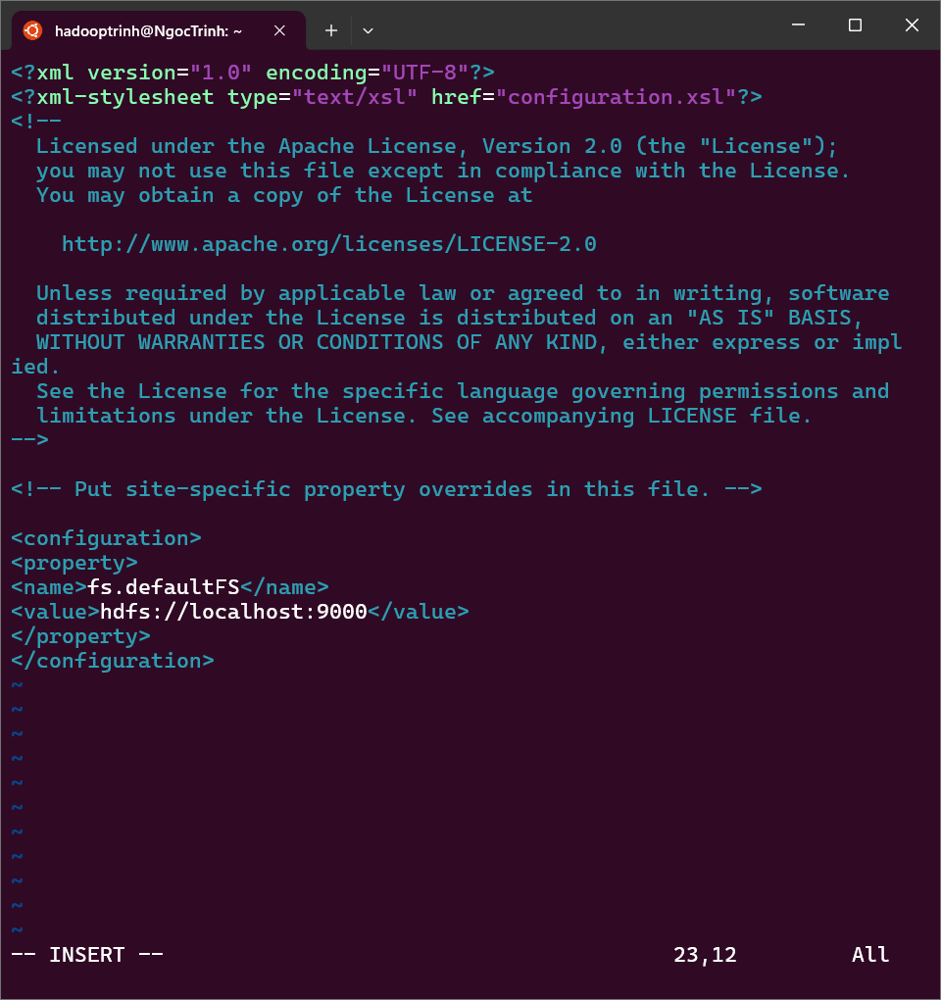 hadooptrinh@NgocTrinh: ~
<?xml version="1.0" encoding="UTF-8"?>
<?xml-stylesheet type="text/xsl" href="configuration.xsl"?>
<!--
  Licensed under the Apache License, Version 2.0 (the "License");
  you may not use this file except in compliance with the License.
  You may obtain a copy of the License at

    http://www.apache.org/licenses/LICENSE-2.0

  Unless required by applicable law or agreed to in writing, software
  distributed under the License is distributed on an "AS IS" BASIS,
  WITHOUT WARRANTIES OR CONDITIONS OF ANY KIND, either express or impl
ied.
  See the License for the specific language governing permissions and
  limitations under the License. See accompanying LICENSE file.
-->

<!-- Put site-specific property overrides in this file. -->

<configuration>
<property>
<name>fs.defaultFS</name>
<value>hdfs://localhost:9000</value>
</property>
</configuration>
~
~
~
~
~
~
~
~
~
~
~
-- INSERT -- 23,12 All